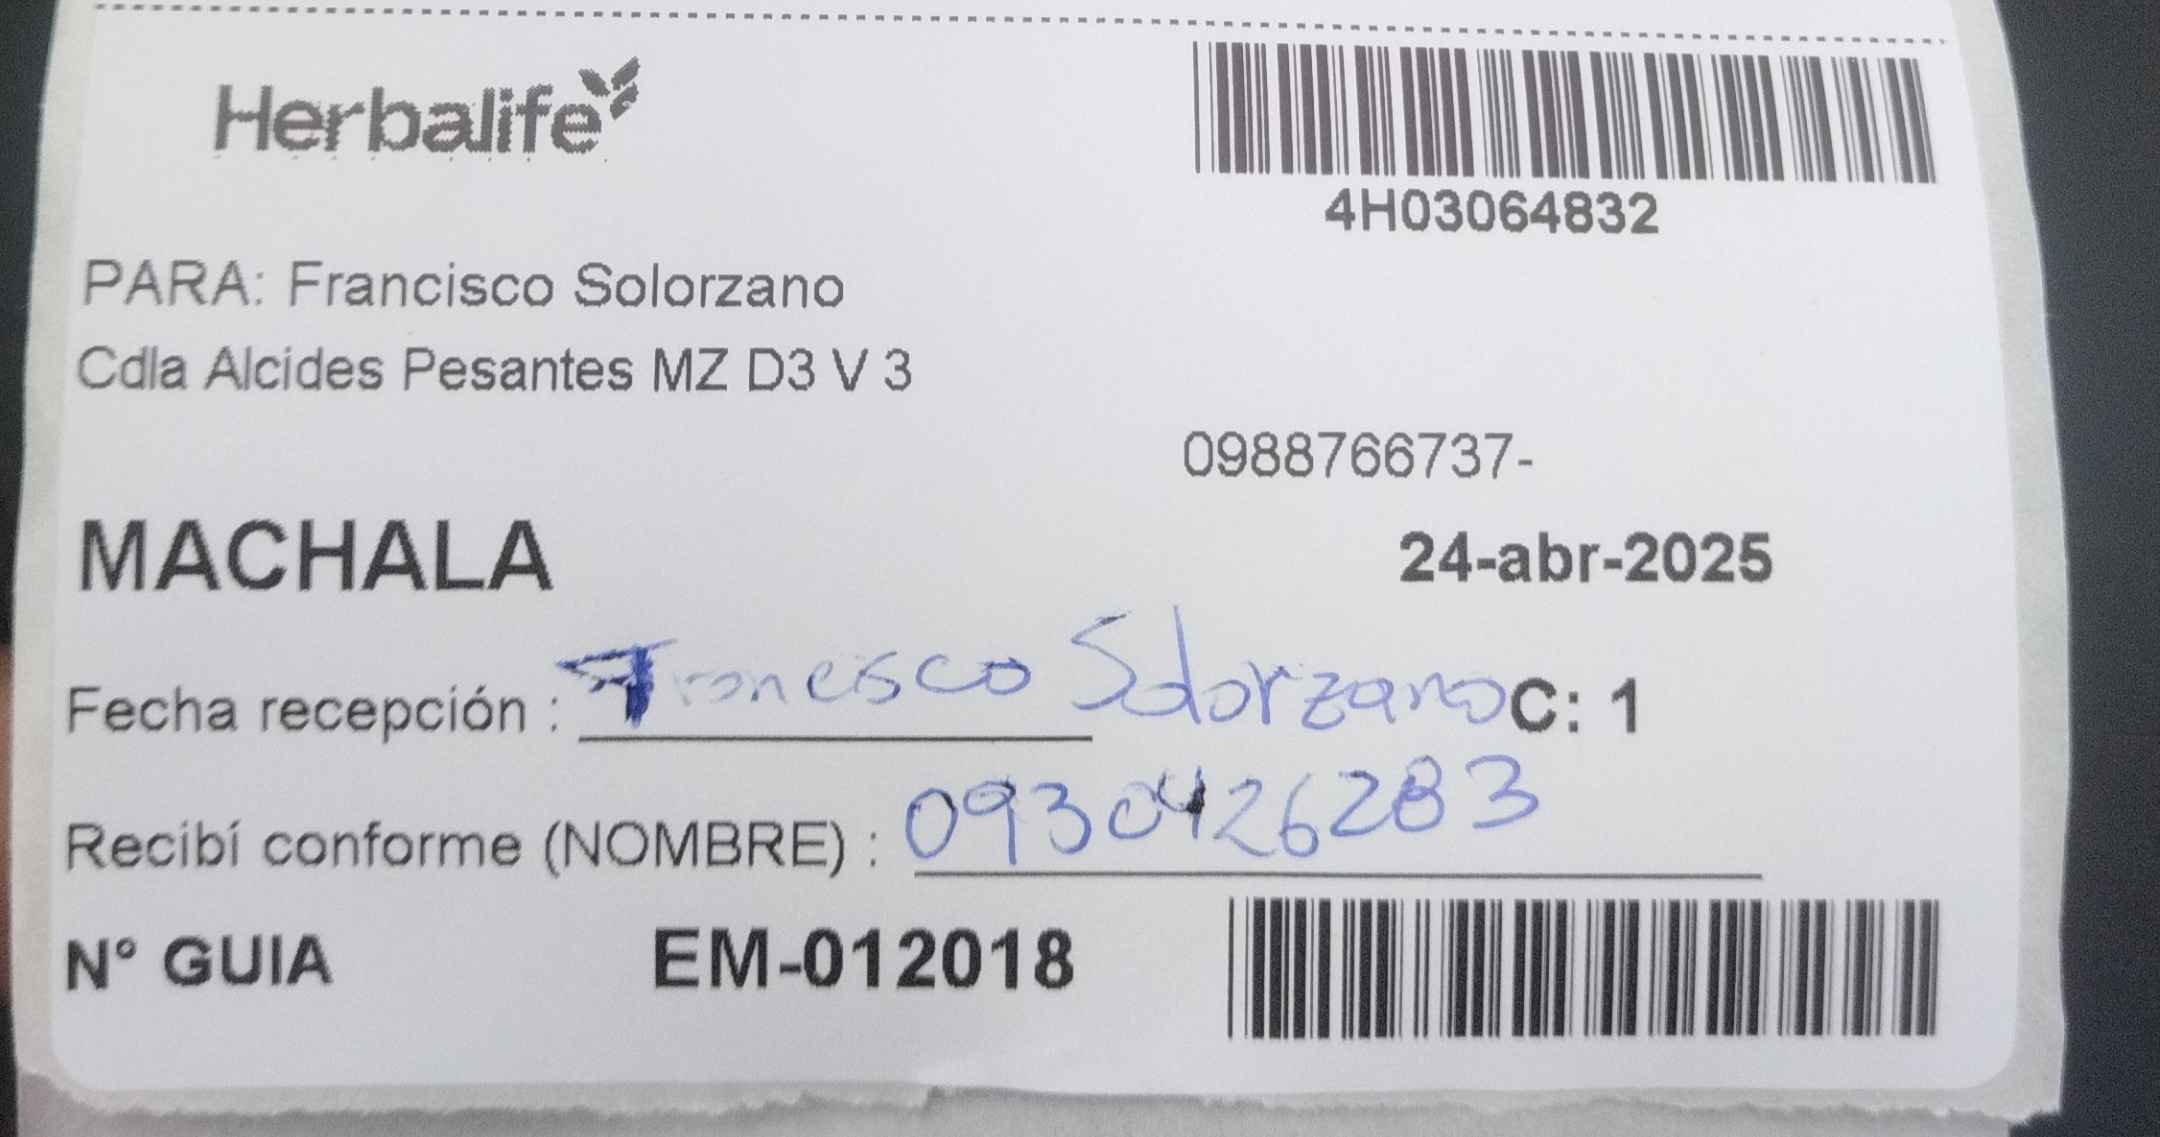 Herbalife
4H03064832
PARA: Francisco Solorzano
Cdla Alcides Pesantes MZ D3 V 3
0988766737-
MACHALA 24-abr-2025
Fecha recepción : Francisco Solorzano C: 1
Recibí conforme (NOMBRE) : 0930426283
N° GUIA EM-012018